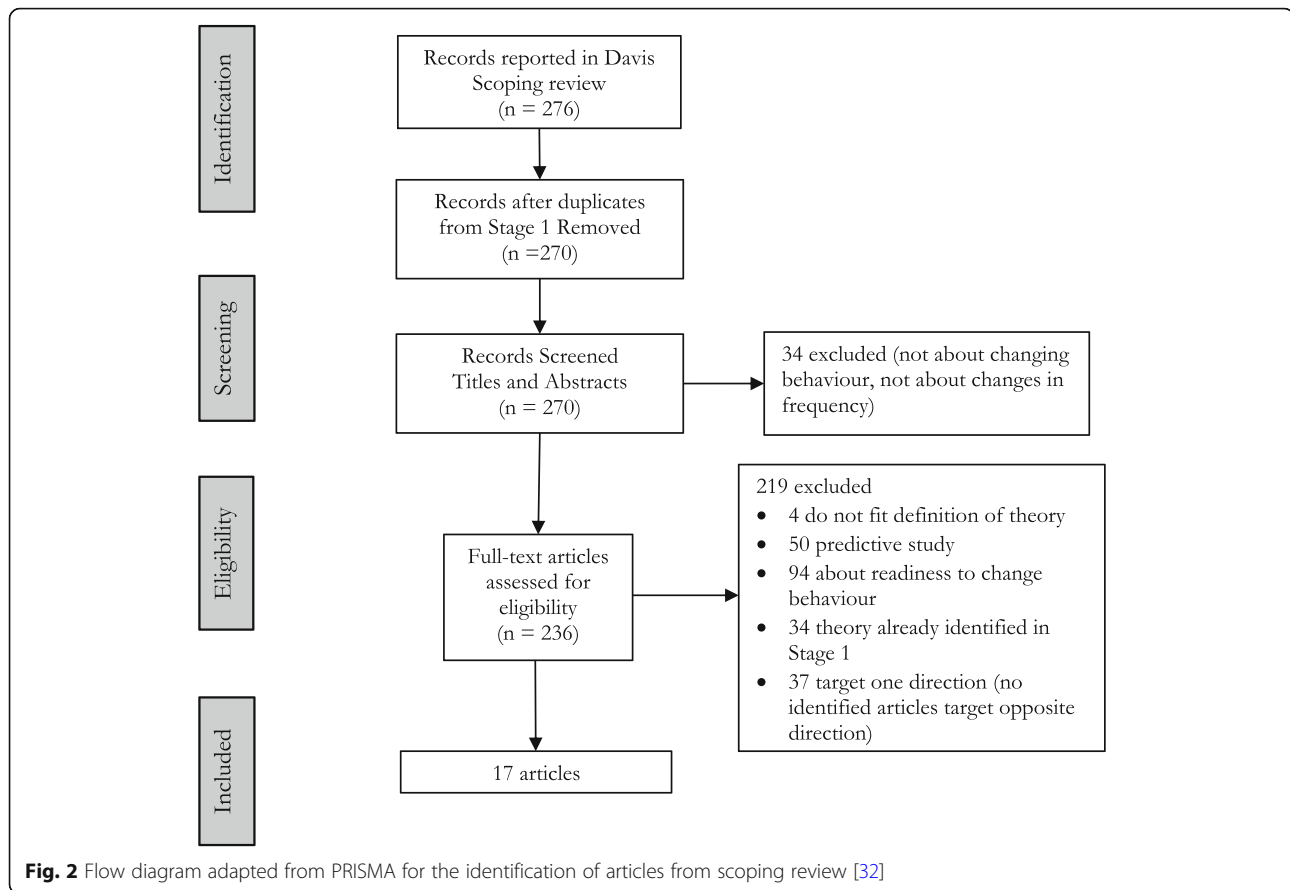 Identification
Records reported in Davis
Scoping review
(n = 276)
Records after duplicates
from Stage 1 Removed
(n =270)
Screening
Records Screened
Titles and Abstracts
(n = 270)
34 excluded (not about changing
behaviour, not about changes in
frequency)
Eligibility
Full-text articles
assessed for
eligibility
(n = 236)
219 excluded
• 4 do not fit definition of theory
• 50 predictive study
• 94 about readiness to change
behaviour
• 34 theory already identified in
Stage 1
• 37 target one direction (no
identified articles target opposite
direction)
Included
17 articles
Fig. 2 Flow diagram adapted from PRISMA for the identification of articles from scoping review [32]